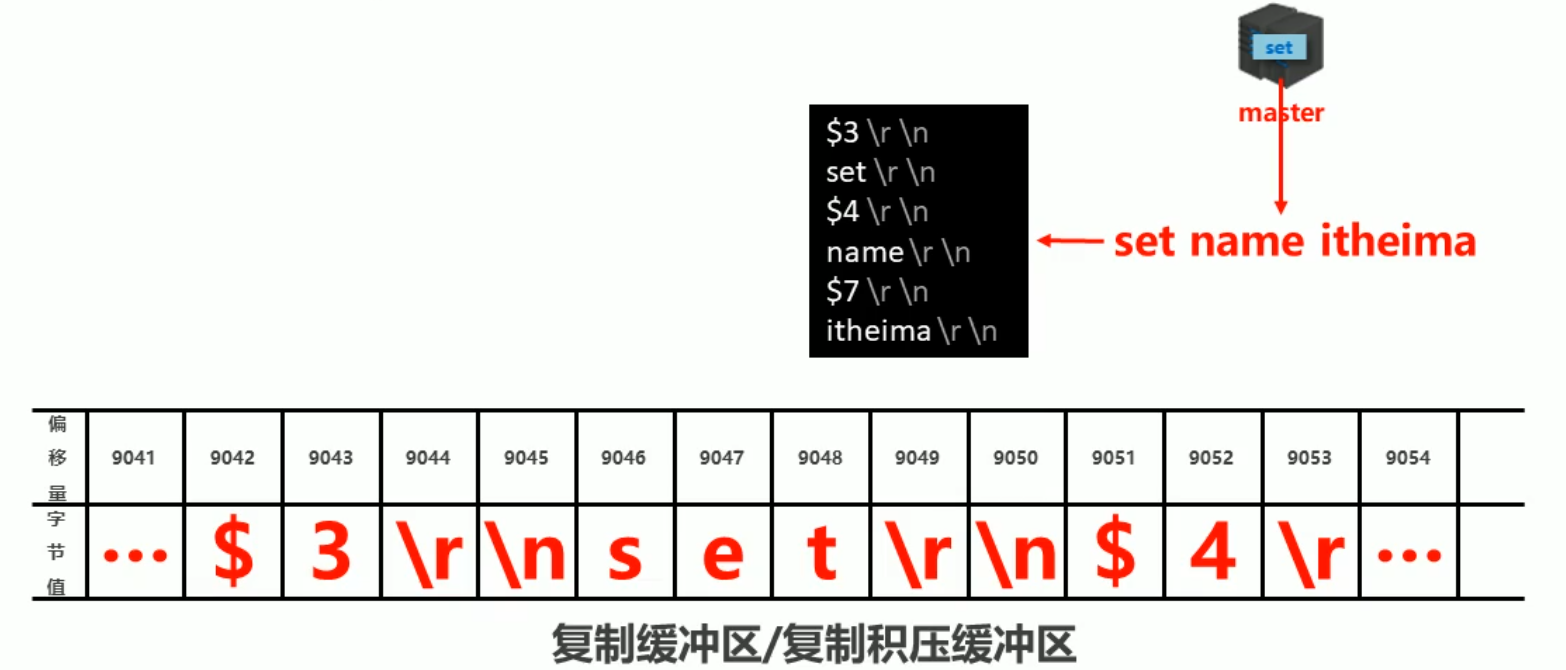 set
master
$3 \r \n
set \r \n
$4 \r \n
name \r \n
$7 \r \n
itheima \r \n
set name itheima
偏移量 9041 9042 9043 9044 9045 9046 9047 9048 9049 9050 9051 9052 9053 9054
字节值 ... $ 3 \r \n s e t \r \n $ 4 \r ...
复制缓冲区/复制积压缓冲区